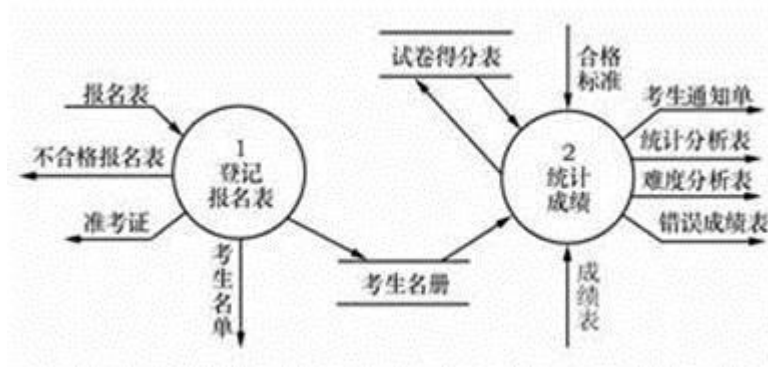 试卷得分表
合格
标准
报名表
考生通知单
1
登记
报名表
2
统计
成绩
统计分析表
不合格报名表
难度分析表
准考证
错误成绩表
考生名单
考生名册
成绩表